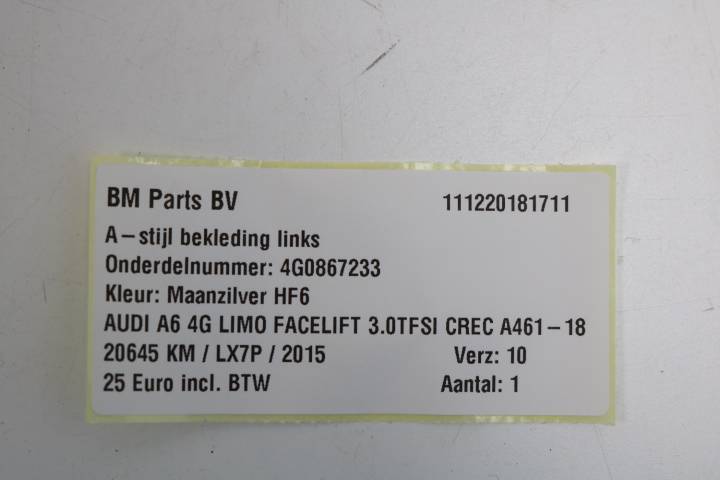 BM Parts BV 111220181711
A-stijl bekleding links
Onderdelnummer: 4G0867233
Kleur: Maanzilver HF6
AUDI A6 4G LIMO FACELIFT 3.0TFSI CREC A461-18
20645 KM / LX7P / 2015 Verz: 10
25 Euro incl. BTW Aantal: 1